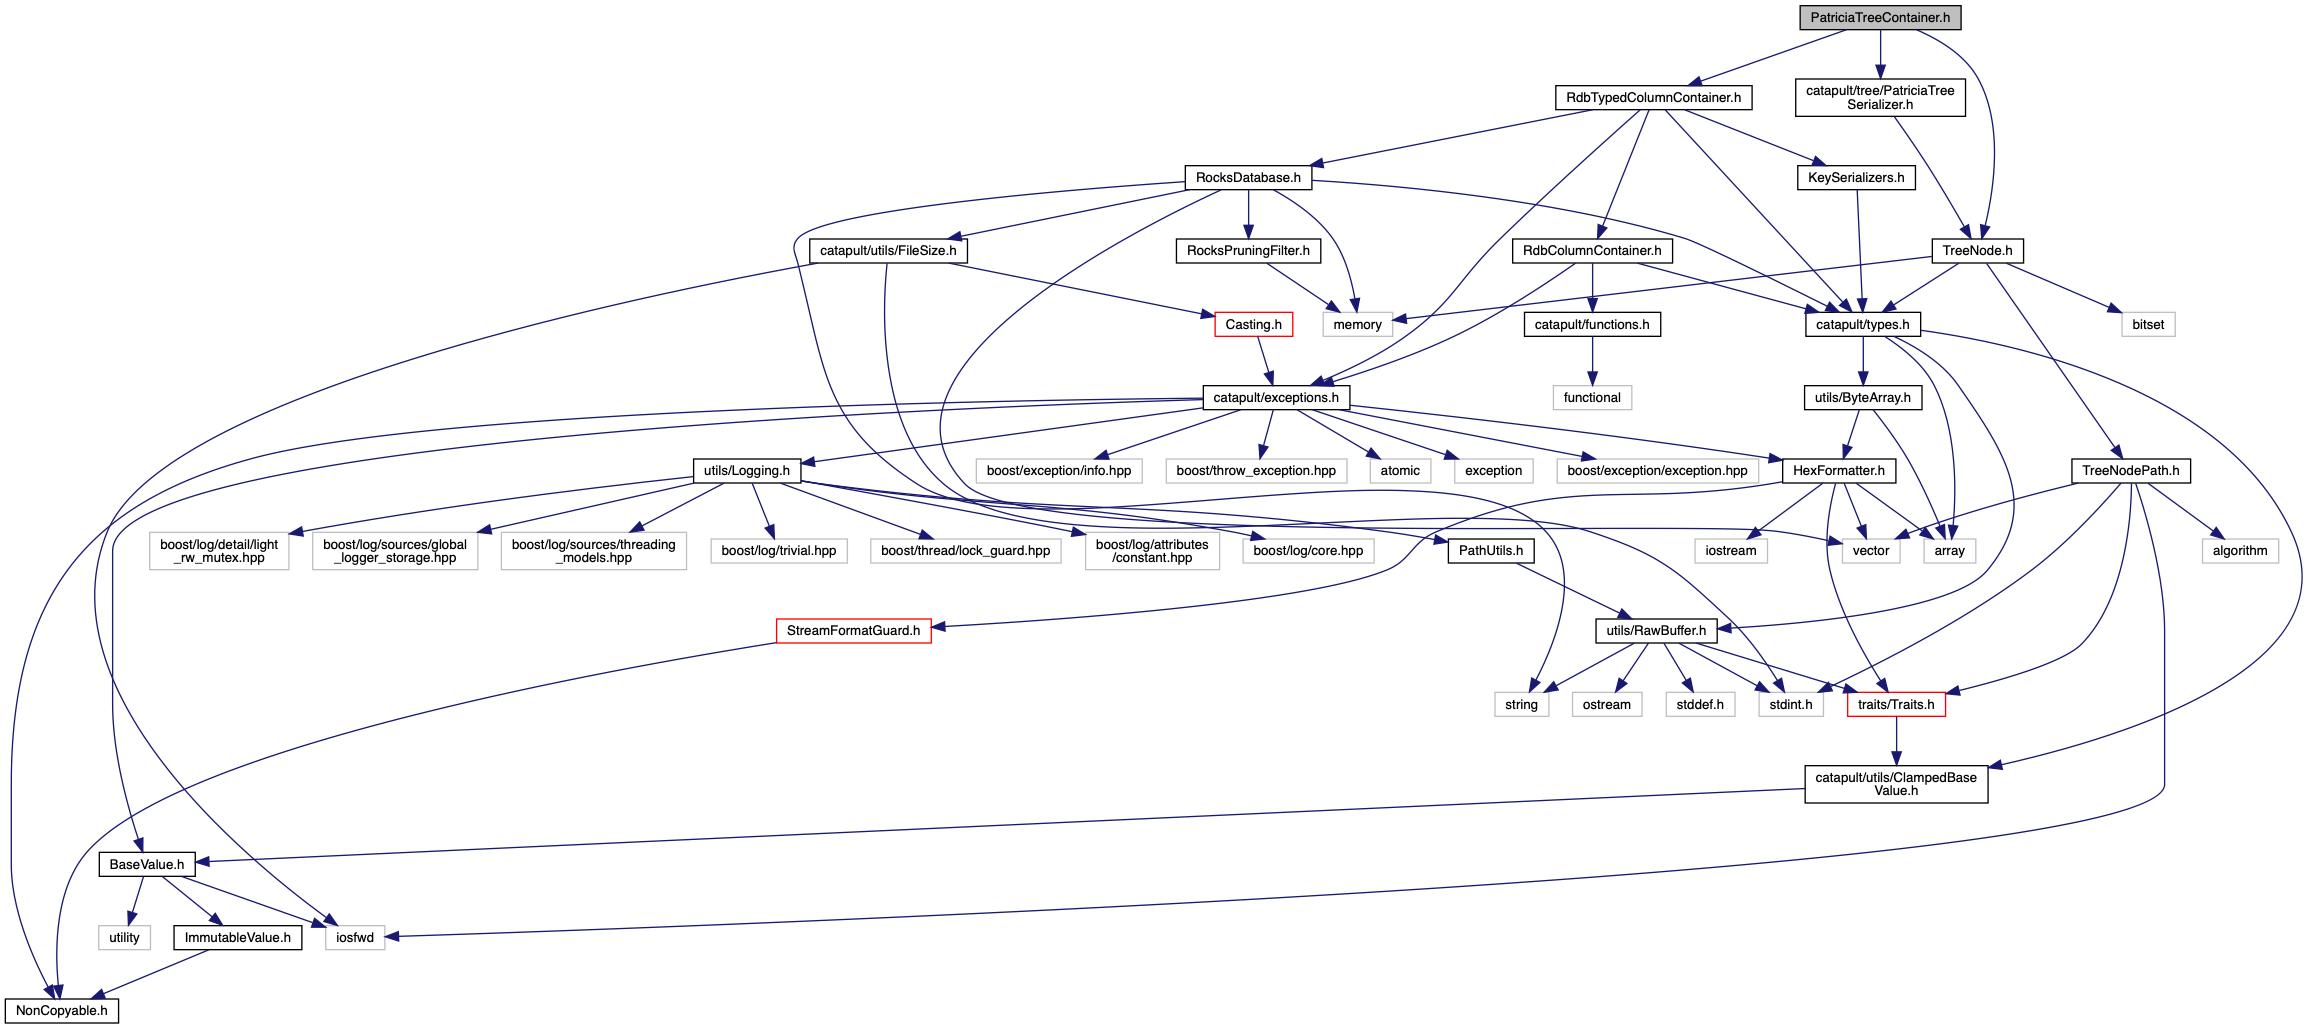 PatriciaTreeContainer.h
RdbTypedColumnContainer.h
catapult/tree/PatriciaTree
Serializer.h
RocksDatabase.h
KeySerializers.h
catapult/utils/FileSize.h
RocksPruningFilter.h
RdbColumnContainer.h
TreeNode.h
Casting.h
memory
catapult/functions.h
catapult/types.h
bitset
catapult/exceptions.h
functional
utils/ByteArray.h
utils/Logging.h
boost/exception/info.hpp
boost/throw_exception.hpp
atomic
exception
boost/exception/exception.hpp
HexFormatter.h
TreeNodePath.h
boost/log/detail/light
_rw_mutex.hpp
boost/log/sources/global
_logger_storage.hpp
boost/log/sources/threading
_models.hpp
boost/log/trivial.hpp
boost/thread/lock_guard.hpp
boost/log/attributes
/constant.hpp
boost/log/core.hpp
PathUtils.h
iostream
vector
array
algorithm
StreamFormatGuard.h
utils/RawBuffer.h
string
ostream
stddef.h
stdint.h
traits/Traits.h
catapult/utils/ClampedBase
Value.h
BaseValue.h
utility
ImmutableValue.h
iosfwd
NonCopyable.h